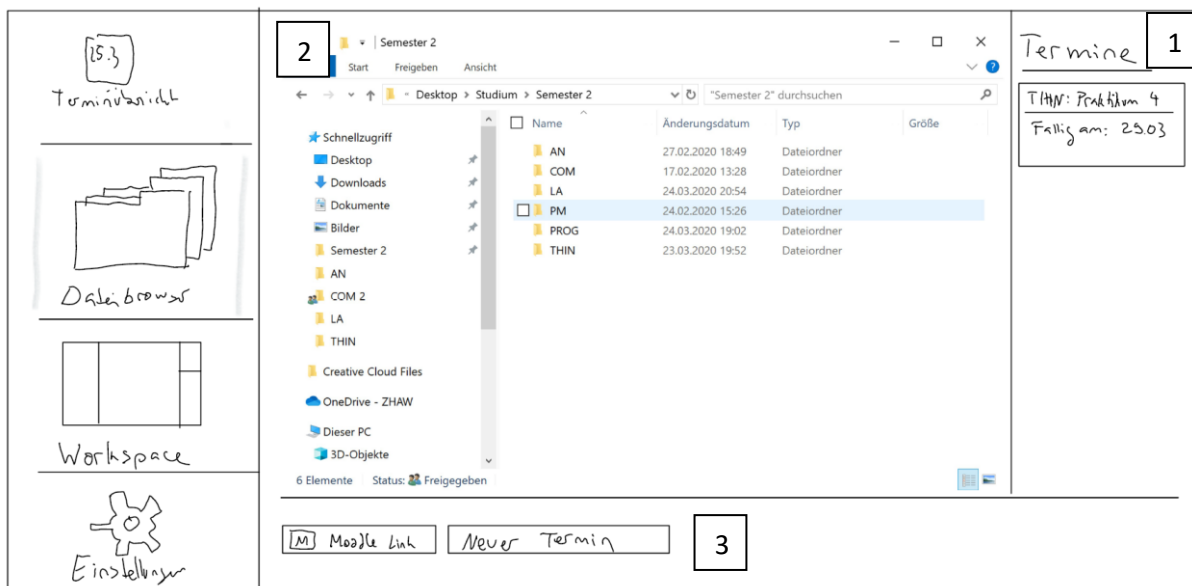 25.3
Terminübersicht
Dateibrowser
Workspace
Einstellungen
2
Semester 2
Start Freigeben Ansicht
« Desktop > Studium > Semester 2
"Semester 2" durchsuchen
Schnellzugriff
Desktop
Downloads
Dokumente
Bilder
Semester 2
AN
COM 2
LA
THIN
Creative Cloud Files
OneDrive - ZHAW
Dieser PC
3D-Objekte
Name Änderungsdatum Typ Größe
AN 27.02.2020 18:49 Dateiordner
COM 17.02.2020 13:28 Dateiordner
LA 24.03.2020 20:54 Dateiordner
PM 24.02.2020 15:26 Dateiordner
PROG 24.03.2020 19:02 Dateiordner
THIN 23.03.2020 19:52 Dateiordner
6 Elemente Status: Freigegeben
Termine
1
THIN: Praktikum 4
Fällig am: 29.03
M Moodle Link
Neuer Termin
3